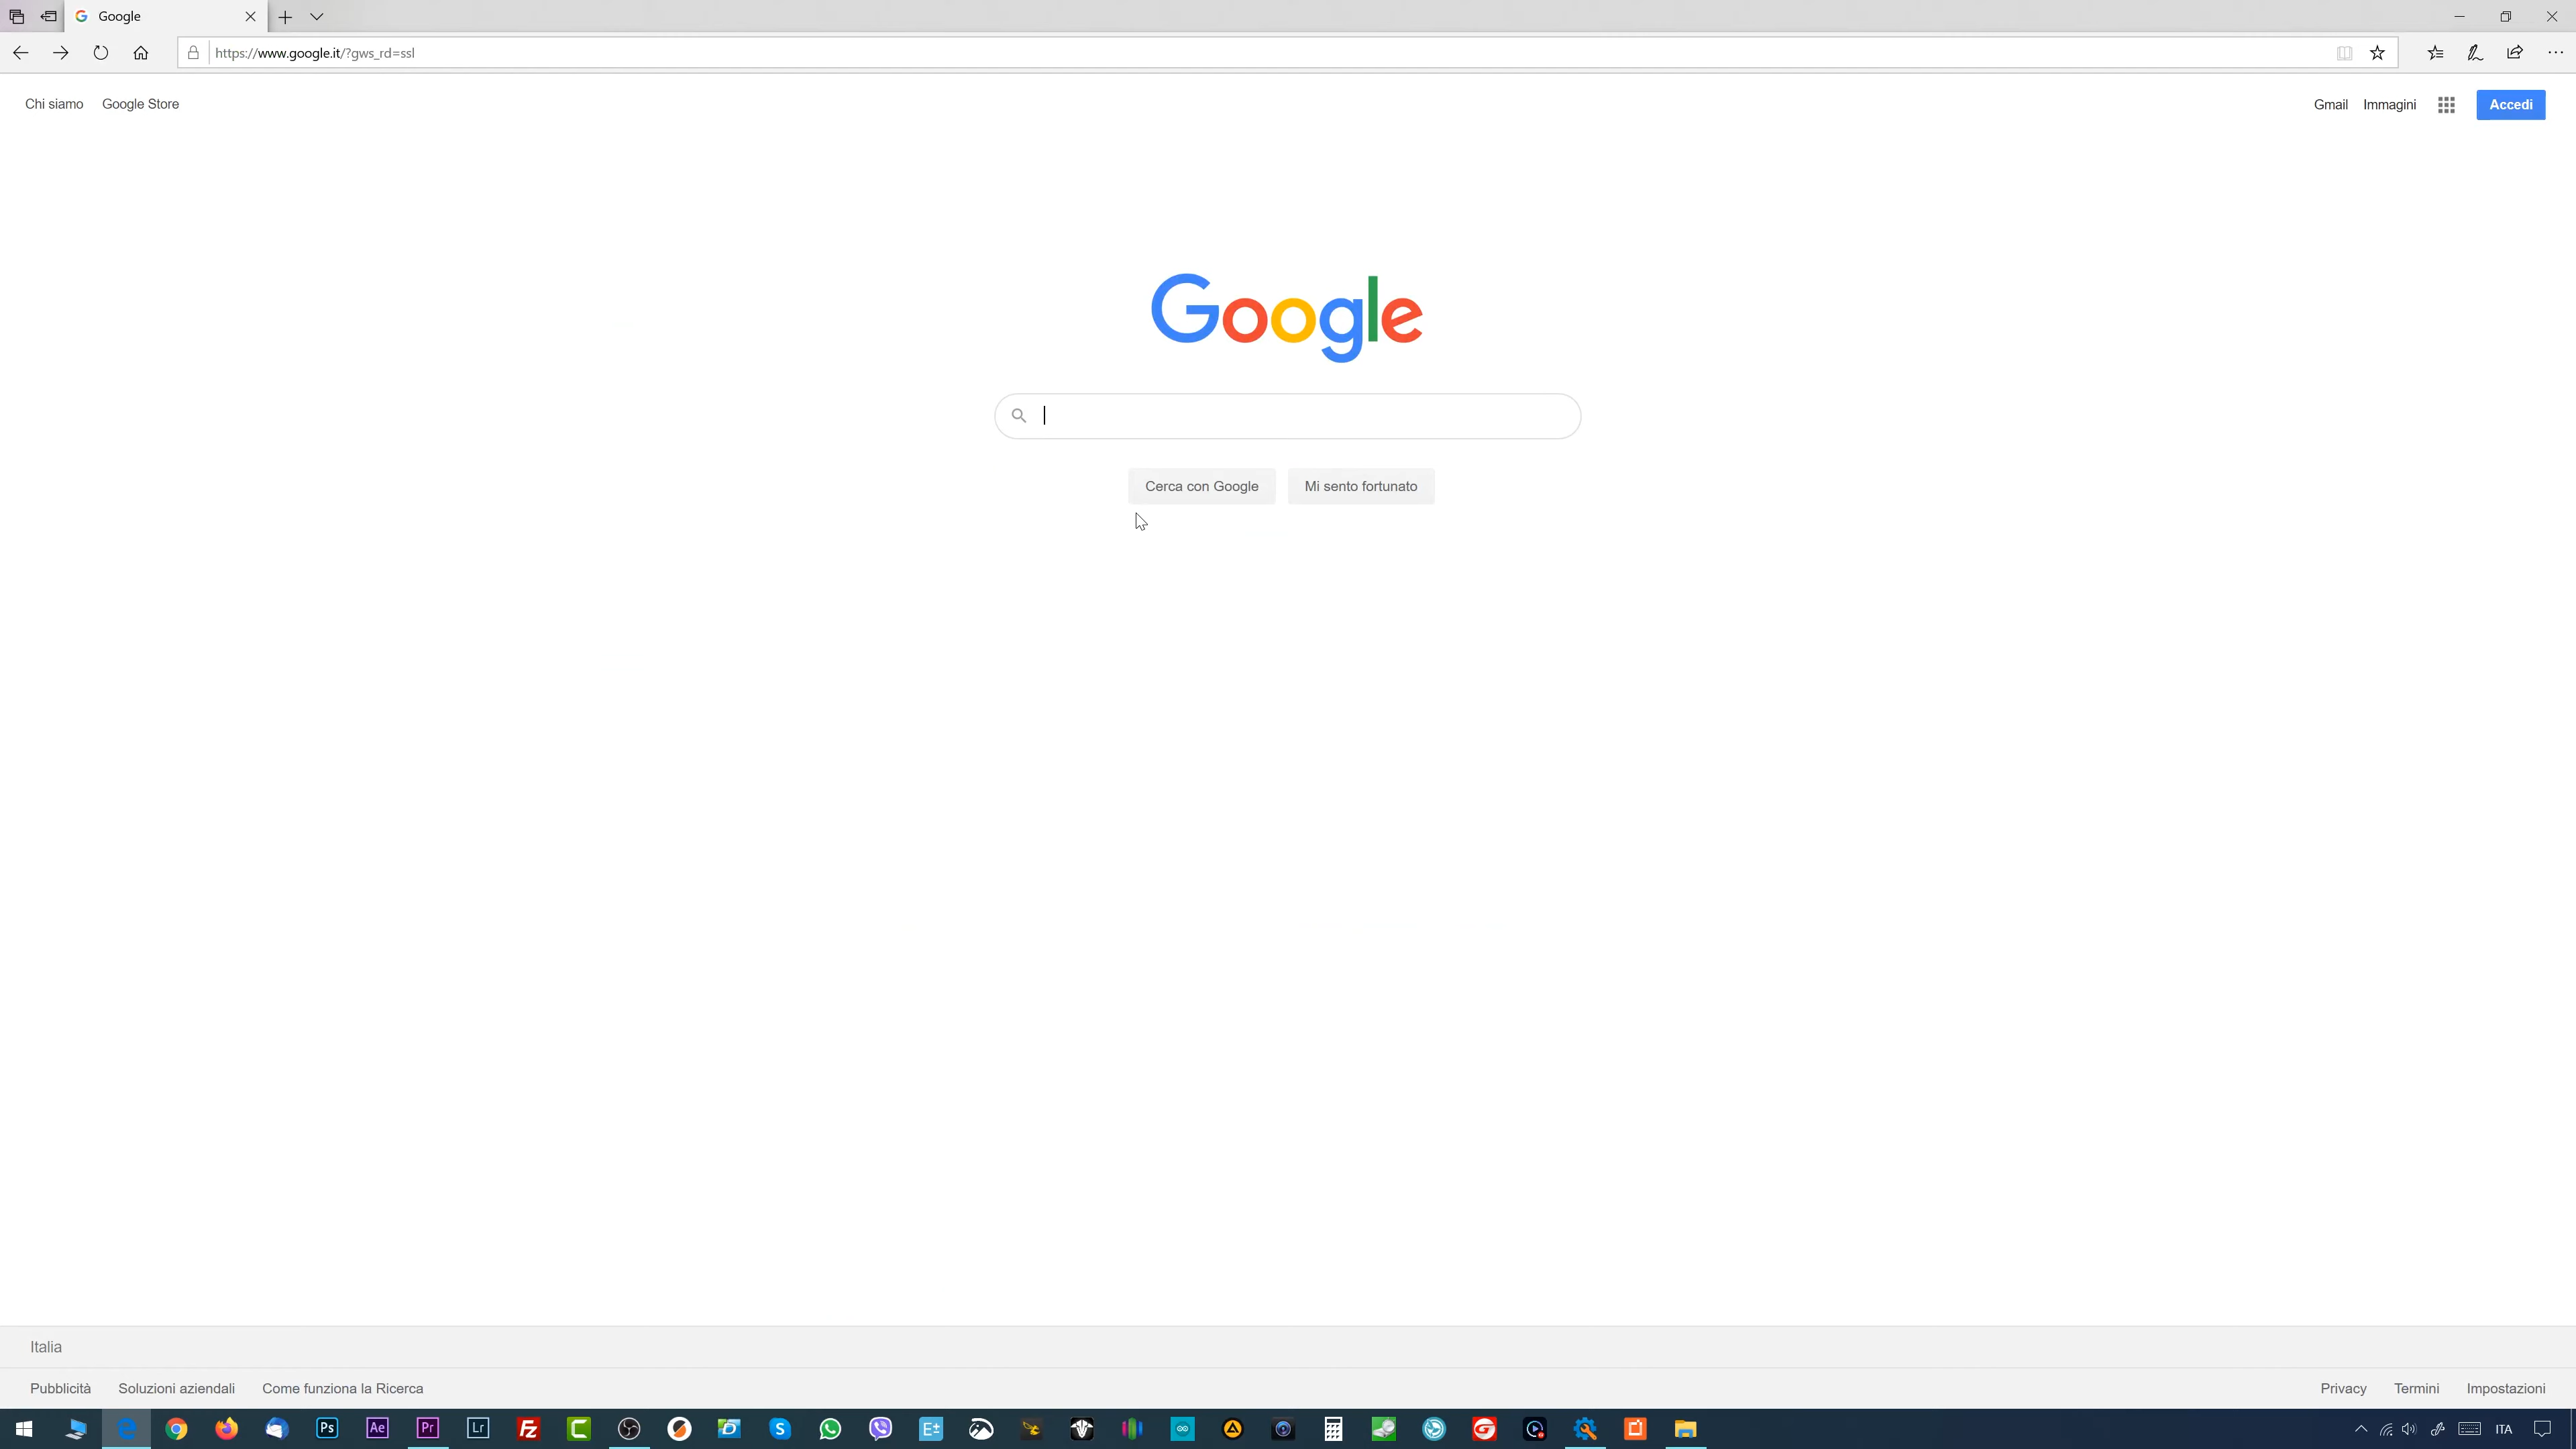 Google
https://www.google.it/?gws_rd=ssl
Chi siamo Google Store Gmail Immagini Accedi
Google
Cerca con Google Mi sento fortunato
Italia
Pubblicità Soluzioni aziendali Come funziona la Ricerca Privacy Termini Impostazioni
Ps Ae Pr Lr Fz C D S E± ITA